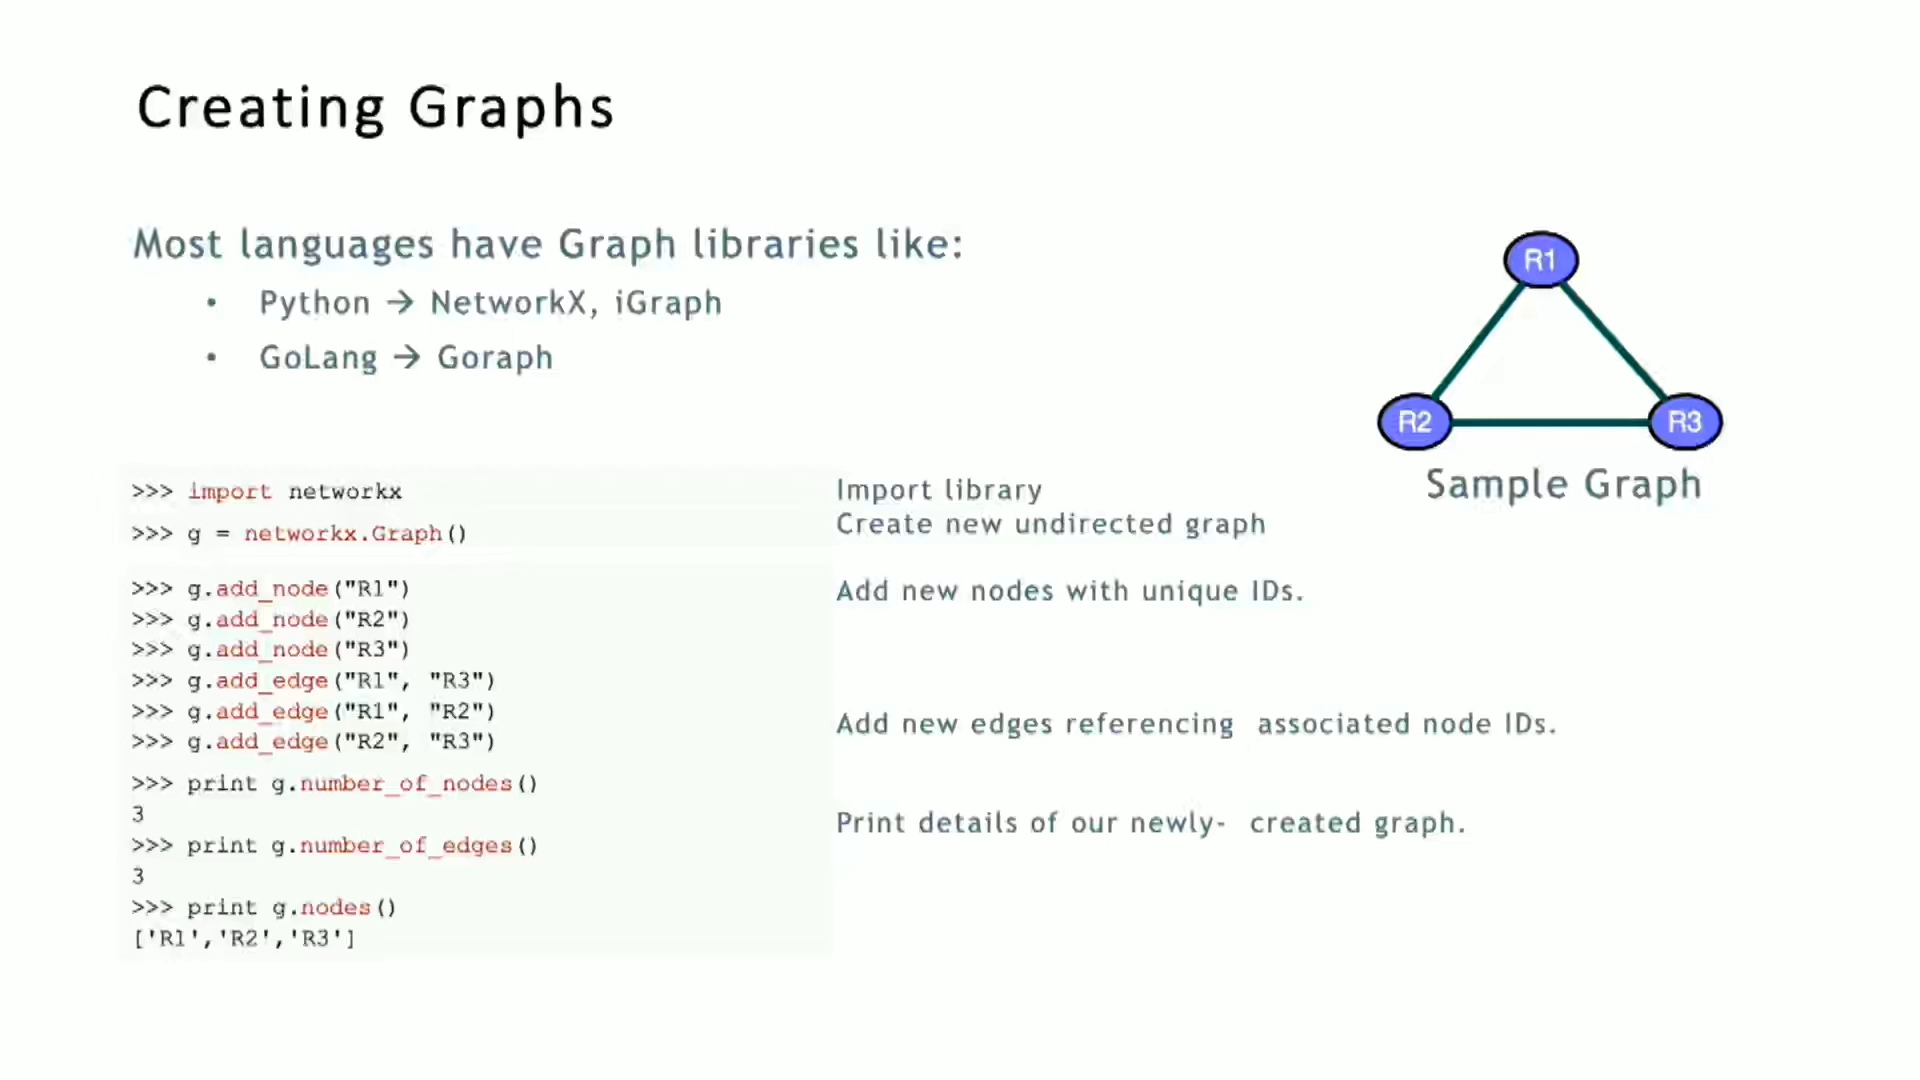 Creating Graphs
Most languages have Graph libraries like:
• Python → NetworkX, iGraph
• GoLang → Goraph
R1
R2
R3
Sample Graph
>>> import networkx
>>> g = networkx.Graph()
>>> g.add_node("R1")
>>> g.add_node("R2")
>>> g.add_node("R3")
>>> g.add_edge("R1", "R3")
>>> g.add_edge("R1", "R2")
>>> g.add_edge("R2", "R3")
>>> print g.number_of_nodes()
3
>>> print g.number_of_edges()
3
>>> print g.nodes()
['R1','R2','R3']
Import library
Create new undirected graph
Add new nodes with unique IDs.
Add new edges referencing associated node IDs.
Print details of our newly- created graph.